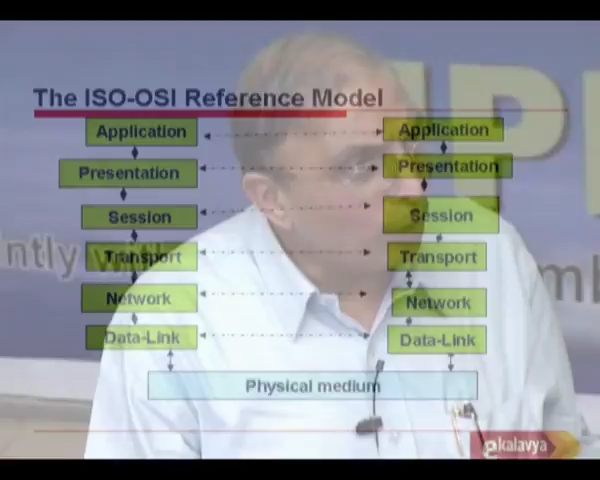 The ISO-OSI Reference Model
Application Application
Presentation Presentation
Session Session
Transport Transport
Network Network
Data-Link Data-Link
Physical medium
ekalavya